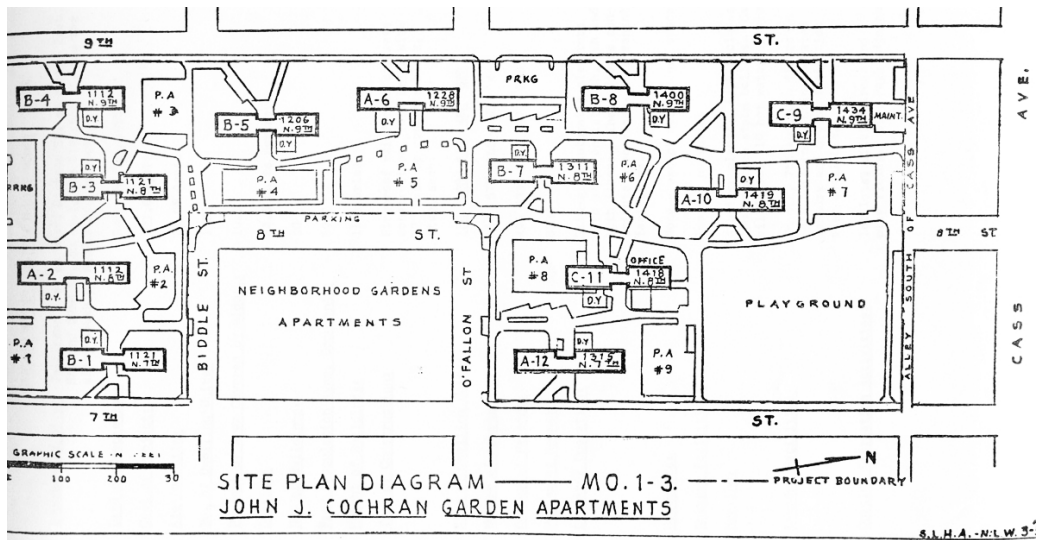 9TH ST.
AVE.
B-4 1112 N. 9TH
D.Y
P.A #3
B-5 1206 N. 9TH
D.Y
A-6 1228 N. 9TH
D.Y
PRKG
B-8 1400 N. 9TH
D.Y.
C-9 1434 N. 9TH
D.Y
MAINT.
PRKG
B-3 1121 N. 8TH
D.Y
P.A #4
P.A #5
B-7 1311 N. 8TH
D.Y
P.A #6
A-10 1419 N. 8TH
D.Y
P.A #7
PARKING
8TH ST.
8TH ST
A-2 1112 N. 8TH
D.Y.
P.A. #2
BIDDLE ST.
NEIGHBORHOOD GARDENS
APARTMENTS
O'FALLON ST
P.A #8
OFFICE
C-11 1418 N. 8TH
D.Y
PLAYGROUND
ALLEY SOUTH OF CASS AVE
CASS
P.A #1
B-1 1121 N. 7TH
D.Y.
A-12 1315 N. 7TH
D.Y
P.A #9
7TH ST.
GRAPHIC SCALE IN FEET
100 200 30
N
PROJECT BOUNDARY
SITE PLAN DIAGRAM — MO. 1-3.
JOHN J. COCHRAN GARDEN APARTMENTS
S.L.H.A. - N.L.W. 3-